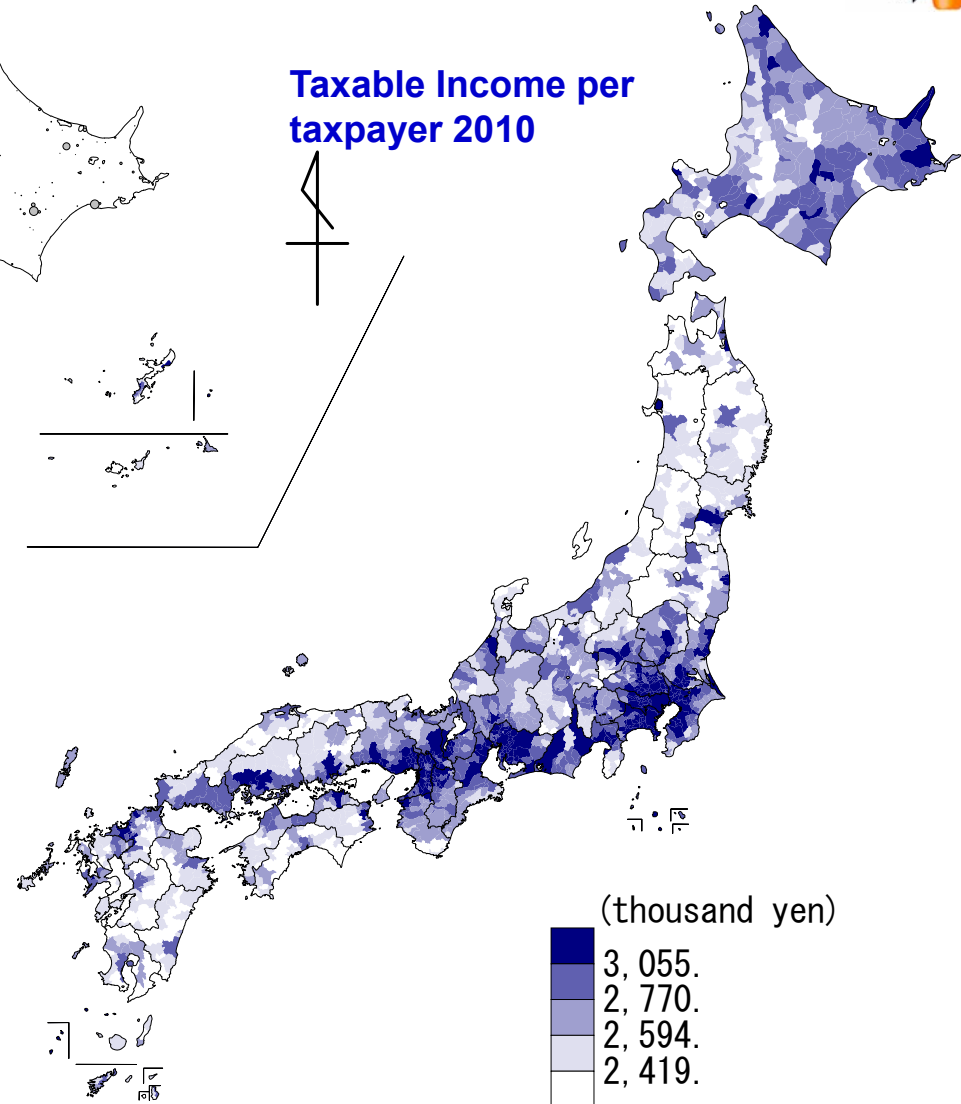 Taxable Income per
taxpayer 2010
(thousand yen)
3,055.
2,770.
2,594.
2,419.